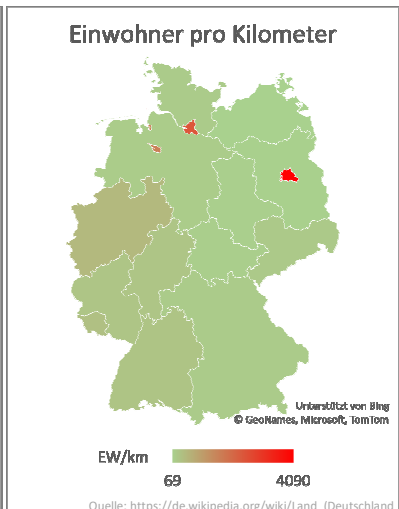 Einwohner pro Kilometer
Unterstützt von Bing
© GeoNames, Microsoft, TomTom
EW/km
69 4090
Quelle: https://de.wikipedia.org/wiki/Land_(Deutschland